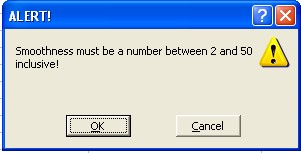 ALERT!
Smoothness must be a number between 2 and 50
inclusive!
OK
Cancel